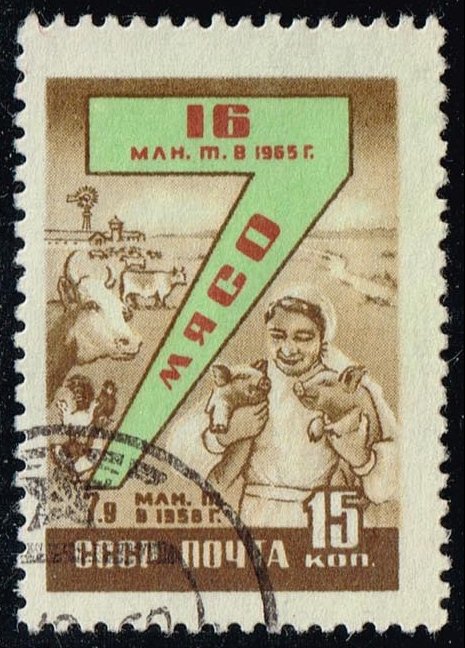 16
МЛН. Т. В 1965 Г.
МЯСО
7.9 МЛН. Т.
В 1958 Г.
15
КОП.
СССР ПОЧТА